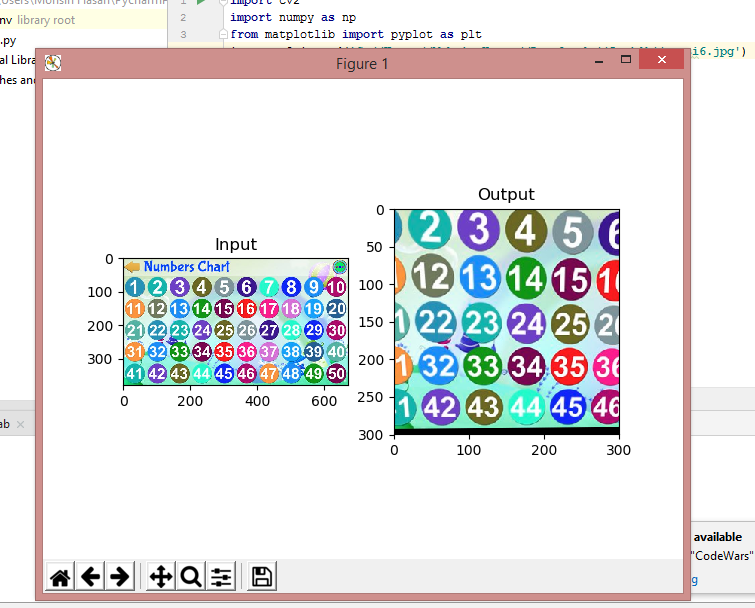 Users\Mohsin Hasan\PycharmPr
nv library root
.py
al Libra
hes and
1 import cv2
2 import numpy as np
3 from matplotlib import pyplot as plt
i6.jpg')
Figure 1
Input
0
100
200
300
0 200 400 600
Numbers Chart
1 2 3 4 5 6 7 8 9 10
11 12 13 14 15 16 17 18 19 20
21 22 23 24 25 26 27 28 29 30
31 32 33 34 35 36 37 38 39 40
41 42 43 44 45 46 47 48 49 50
Output
0
50
100
150
200
250
300
0 100 200 300
2 3 4 5 6
12 13 14 15 1
1 22 23 24 25 2
1 32 33 34 35 36
1 42 43 44 45 46
ab
available
"CodeWars"
g